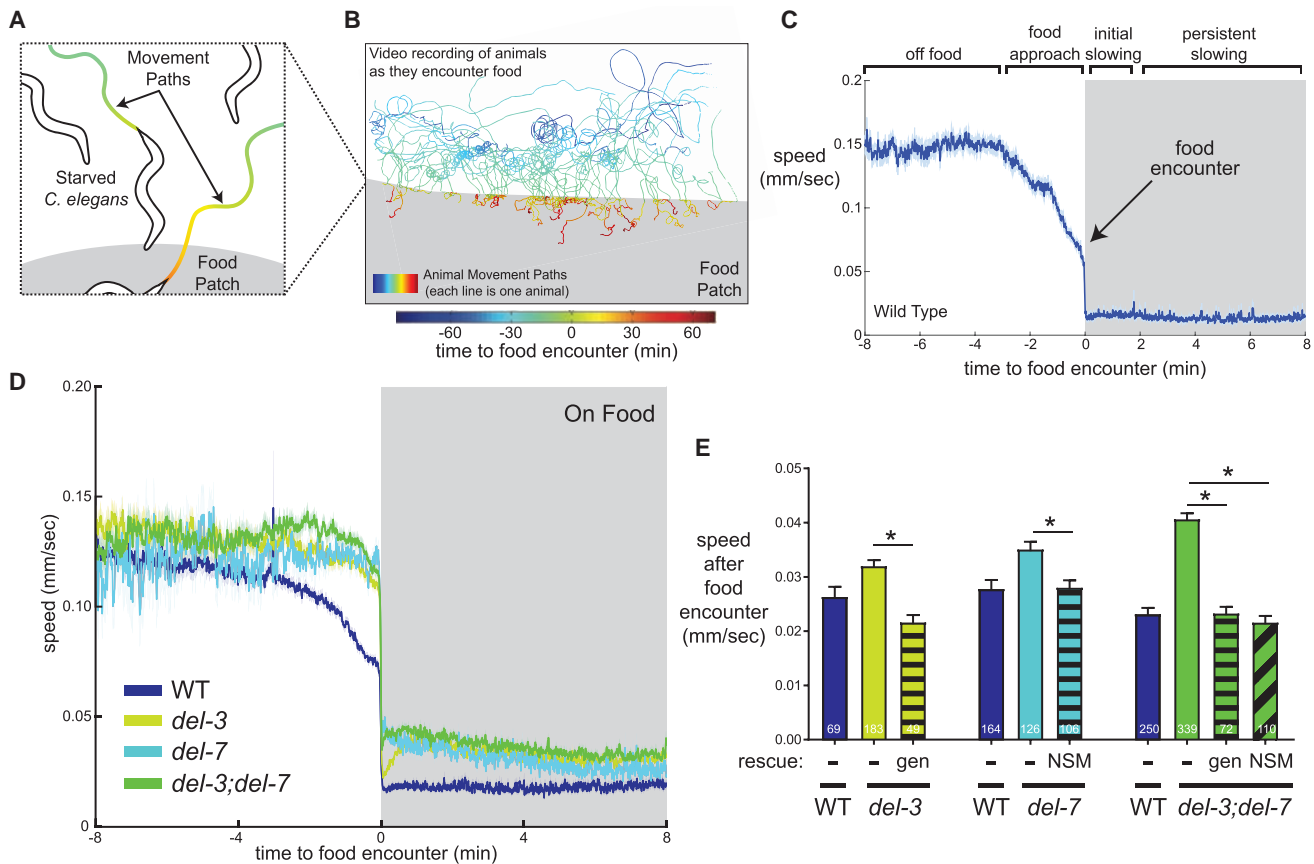 A
Movement
Paths
Starved
C. elegans
Food
Patch
B
Video recording of animals
as they encounter food
Animal Movement Paths
(each line is one animal)
Food
Patch
-60 -30 0 30 60
time to food encounter (min)
C
off food
food
approach
initial
slowing
persistent
slowing
0.2
0.15
0.1
0.05
0
speed
(mm/sec)
food
encounter
Wild Type
-8 -6 -4 -2 0 2 4 6 8
time to food encounter (min)
D
0.20
0.15
0.10
0.05
0
speed (mm/sec)
On Food
WT
del-3
del-7
del-3;del-7
-8 -4 0 4 8
time to food encounter (min)
E
speed
after
food
encounter
(mm/sec)
0.05
0.04
0.03
0.02
0.01
0.00
* * * *
69 183 49 164 126 106 250 339 72 110
rescue: - - gen - - NSM - - gen NSM
WT del-3 WT del-7 WT del-3;del-7